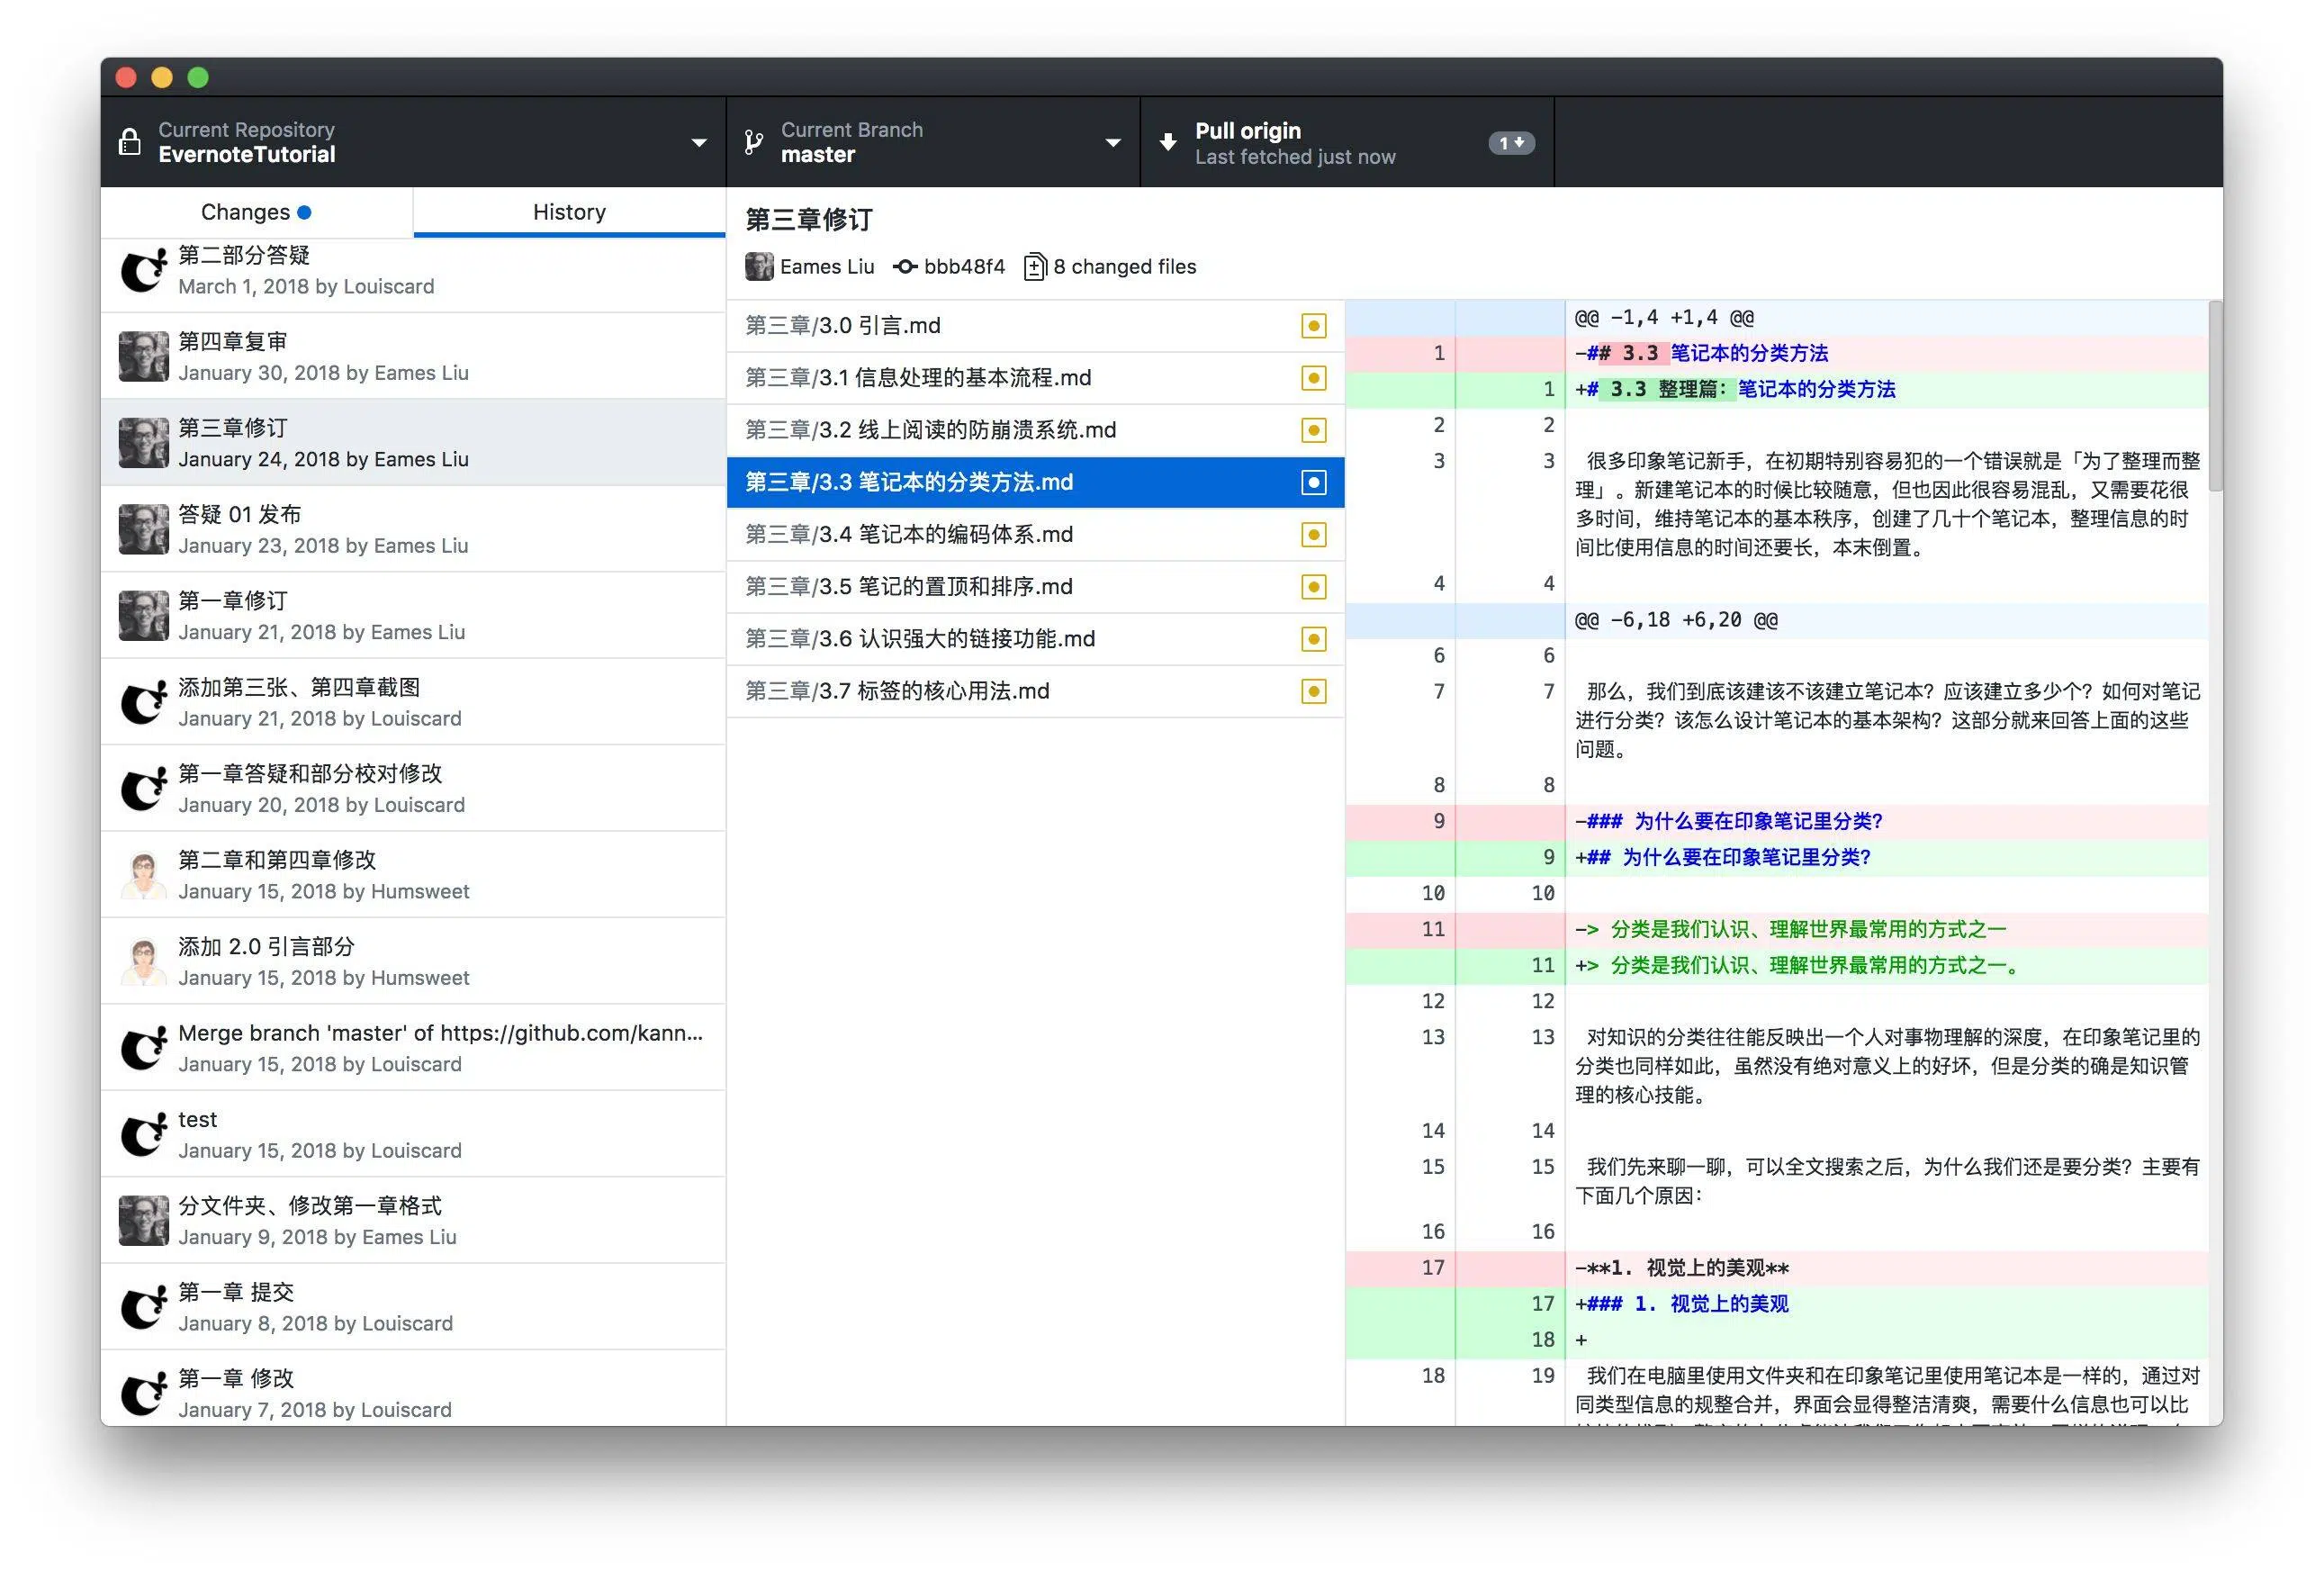 Current Repository
EvernoteTutorial
Current Branch
master
Pull origin
Last fetched just now
1
Changes
History
第二部分答疑
March 1, 2018 by Louiscard
第四章复审
January 30, 2018 by Eames Liu
第三章修订
January 24, 2018 by Eames Liu
答疑 01 发布
January 23, 2018 by Eames Liu
第一章修订
January 21, 2018 by Eames Liu
添加第三张、第四章截图
January 21, 2018 by Louiscard
第一章答疑和部分校对修改
January 20, 2018 by Louiscard
第二章和第四章修改
January 15, 2018 by Humsweet
添加 2.0 引言部分
January 15, 2018 by Humsweet
Merge branch 'master' of https://github.com/kann...
January 15, 2018 by Louiscard
test
January 15, 2018 by Louiscard
分文件夹、修改第一章格式
January 9, 2018 by Eames Liu
第一章 提交
January 8, 2018 by Louiscard
第一章 修改
January 7, 2018 by Louiscard
第三章修订
Eames Liu bbb48f4 8 changed files
第三章/3.0 引言.md
第三章/3.1 信息处理的基本流程.md
第三章/3.2 线上阅读的防崩溃系统.md
第三章/3.3 笔记本的分类方法.md
第三章/3.4 笔记本的编码体系.md
第三章/3.5 笔记的置顶和排序.md
第三章/3.6 认识强大的链接功能.md
第三章/3.7 标签的核心用法.md
@@ -1,4 +1,4 @@
1 -## 3.3 笔记本的分类方法
1 +# 3.3 整理篇：笔记本的分类方法
2 2
3 3 很多印象笔记新手，在初期特别容易犯的一个错误就是「为了整理而整
理」。新建笔记本的时候比较随意，但也因此很容易混乱，又需要花很
多时间，维持笔记本的基本秩序，创建了几十个笔记本，整理信息的时
间比使用信息的时间还要长，本末倒置。
4 4
@@ -6,18 +6,20 @@
6 6
7 7 那么，我们到底该建该不该建立笔记本？应该建立多少个？如何对笔记
进行分类？该怎么设计笔记本的基本架构？这部分就来回答上面的这些
问题。
8 8
9 -### 为什么要在印象笔记里分类？
9 +## 为什么要在印象笔记里分类？
10 10
11 -> 分类是我们认识、理解世界最常用的方式之一
11 +> 分类是我们认识、理解世界最常用的方式之一。
12 12
13 13 对知识的分类往往能反映出一个人对事物理解的深度，在印象笔记里的
分类也同样如此，虽然没有绝对意义上的好坏，但是分类的确是知识管
理的核心技能。
14 14
15 15 我们先来聊一聊，可以全文搜索之后，为什么我们还是要分类？主要有
下面几个原因：
16 16
17 -**1. 视觉上的美观**
17 +### 1. 视觉上的美观
18 +
18 19 我们在电脑里使用文件夹和在印象笔记里使用笔记本是一样的，通过对
同类型信息的规整合并，界面会显得整洁清爽，需要什么信息也可以比